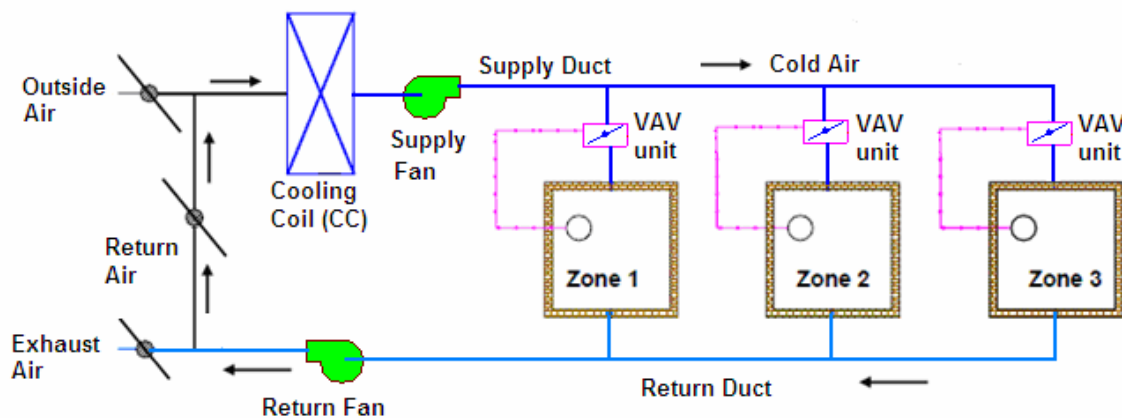 Outside
Air
Supply Duct
Cold Air
Supply
Fan
VAV
unit
VAV
unit
VAV
unit
Cooling
Coil (CC)
Return
Air
Zone 1
Zone 2
Zone 3
Exhaust
Air
Return Fan
Return Duct